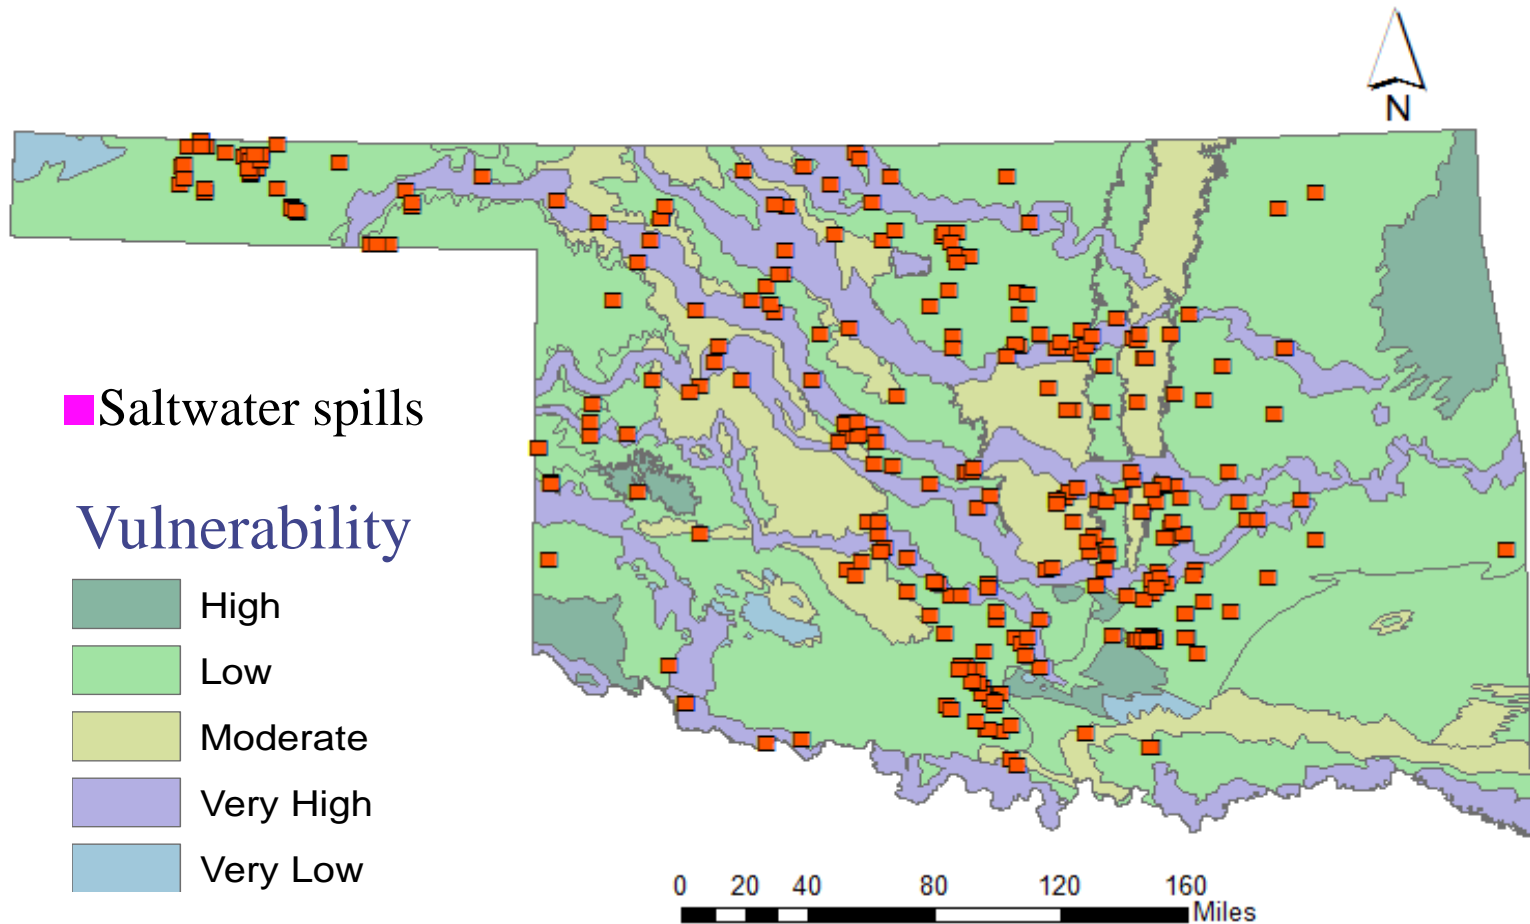 N
Saltwater spills
Vulnerability
High
Low
Moderate
Very High
Very Low
0 20 40 80 120 160
Miles